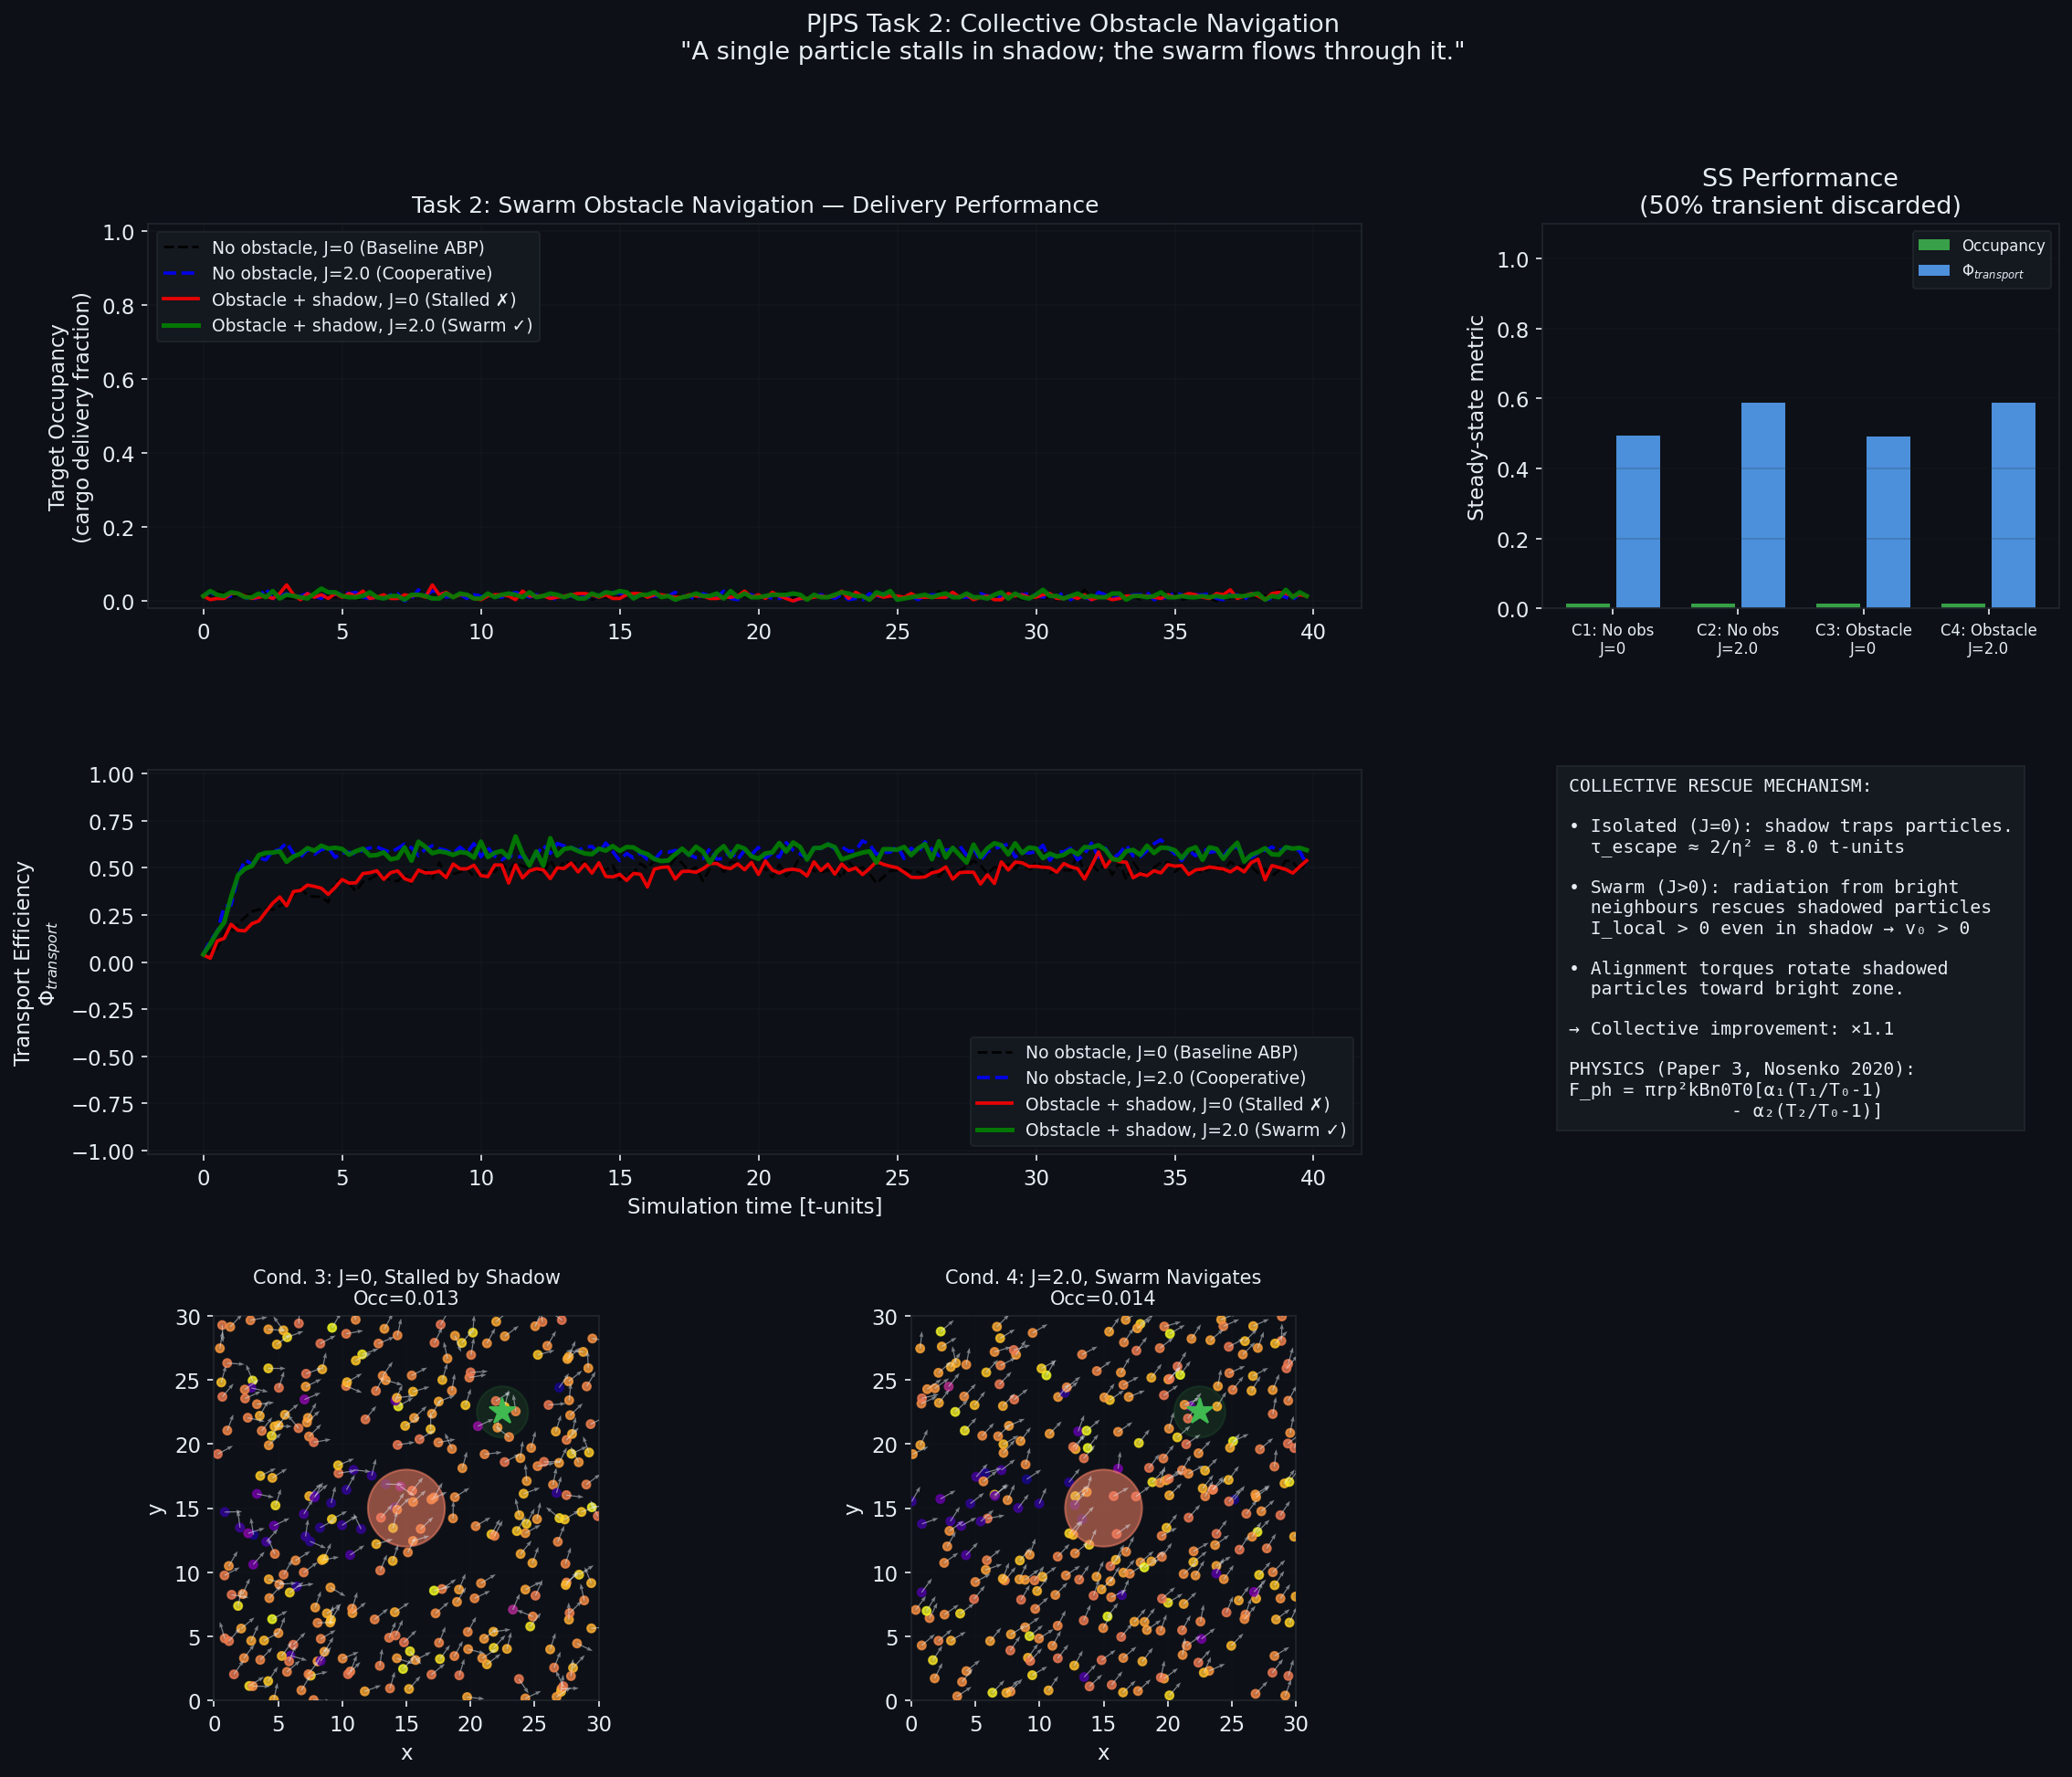 PJPS Task 2: Collective Obstacle Navigation
"A single particle stalls in shadow; the swarm flows through it."
Task 2: Swarm Obstacle Navigation — Delivery Performance
Target Occupancy
(cargo delivery fraction)
1.0
0.8
0.6
0.4
0.2
0.0
No obstacle, J=0 (Baseline ABP)
No obstacle, J=2.0 (Cooperative)
Obstacle + shadow, J=0 (Stalled ✗)
Obstacle + shadow, J=2.0 (Swarm ✓)
0 5 10 15 20 25 30 35 40
SS Performance
(50% transient discarded)
Steady-state metric
1.0
0.8
0.6
0.4
0.2
0.0
Occupancy
Φtransport
C1: No obs
J=0
C2: No obs
J=2.0
C3: Obstacle
J=0
C4: Obstacle
J=2.0
Transport Efficiency
Φtransport
1.00
0.75
0.50
0.25
0.00
−0.25
−0.50
−0.75
−1.00
No obstacle, J=0 (Baseline ABP)
No obstacle, J=2.0 (Cooperative)
Obstacle + shadow, J=0 (Stalled ✗)
Obstacle + shadow, J=2.0 (Swarm ✓)
0 5 10 15 20 25 30 35 40
Simulation time [t-units]
COLLECTIVE RESCUE MECHANISM:
• Isolated (J=0): shadow traps particles.
τ_escape ≈ 2/η² = 8.0 t-units
• Swarm (J>0): radiation from bright
neighbours rescues shadowed particles
I_local > 0 even in shadow → v₀ > 0
• Alignment torques rotate shadowed
particles toward bright zone.
→ Collective improvement: ×1.1
PHYSICS (Paper 3, Nosenko 2020):
F_ph = πrp²kBn0T0[α₁(T₁/T₀-1)
- α₂(T₂/T₀-1)]
Cond. 3: J=0, Stalled by Shadow
Occ=0.013
y
30
25
20
15
10
5
0
0 5 10 15 20 25 30
x
Cond. 4: J=2.0, Swarm Navigates
Occ=0.014
y
30
25
20
15
10
5
0
0 5 10 15 20 25 30
x